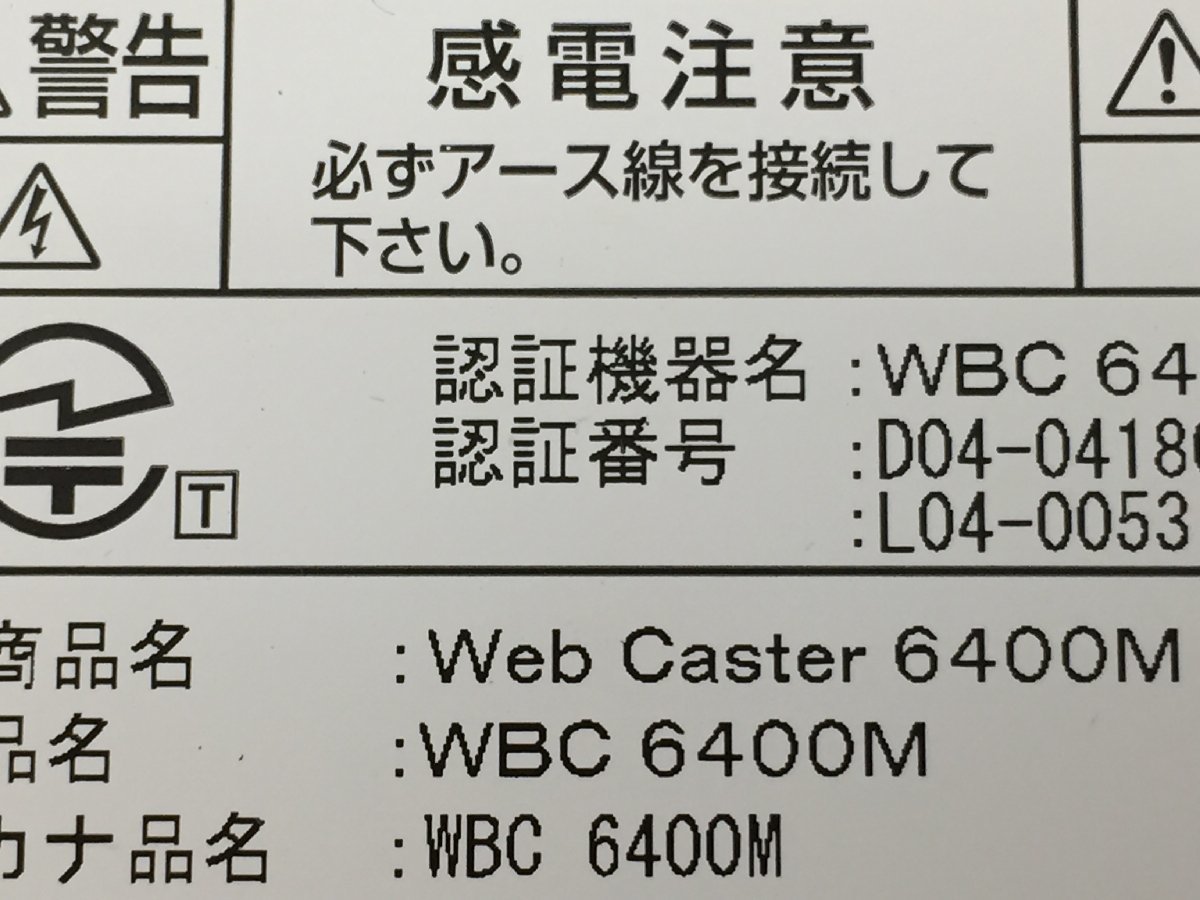 警告
感電注意
必ずアース線を接続して
下さい。
認証機器名 :WBC 64
認証番号 :D04-0418
:L04-0053
T
商品名 :Web Caster 6400M
品名 :WBC 6400M
カナ品名 :WBC 6400M